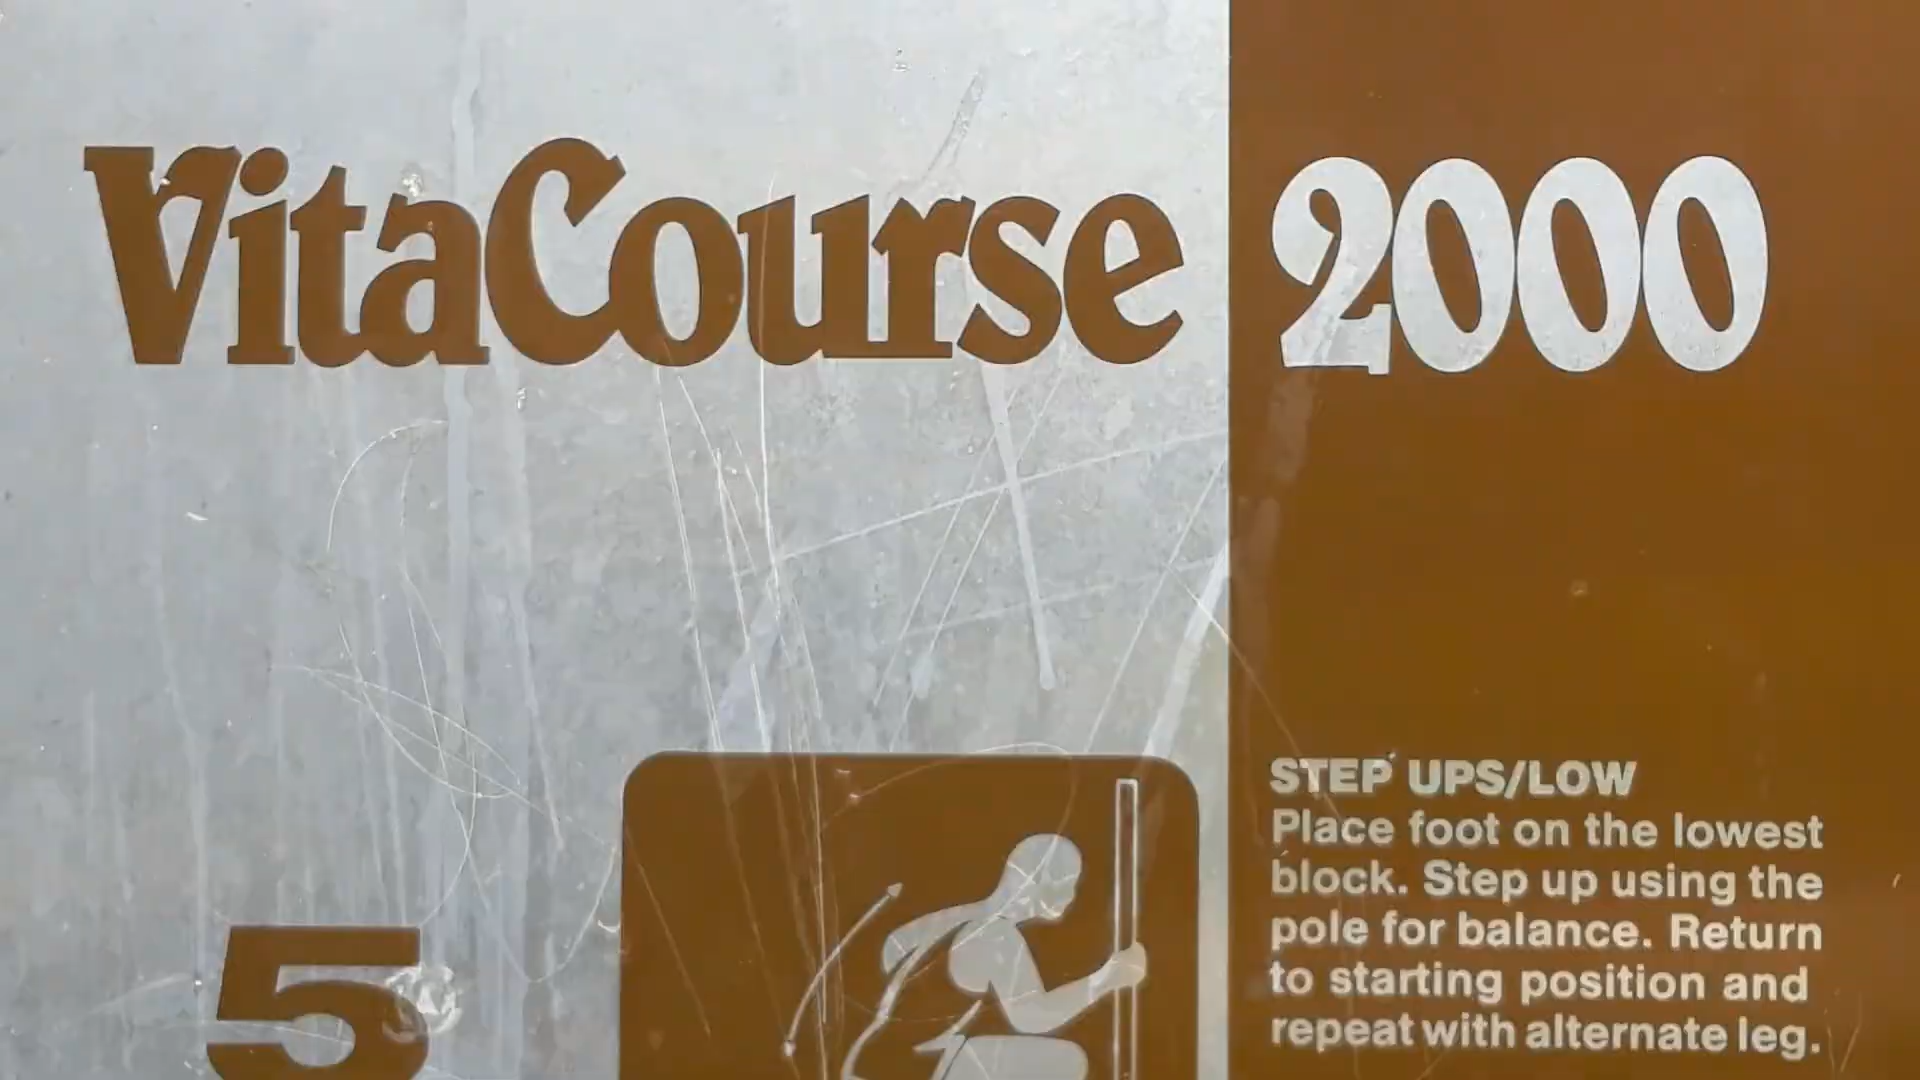 VitaCourse 2000
STEP UPS/LOW
Place foot on the lowest
block. Step up using the
pole for balance. Return
to starting position and
repeat with alternate leg.
5